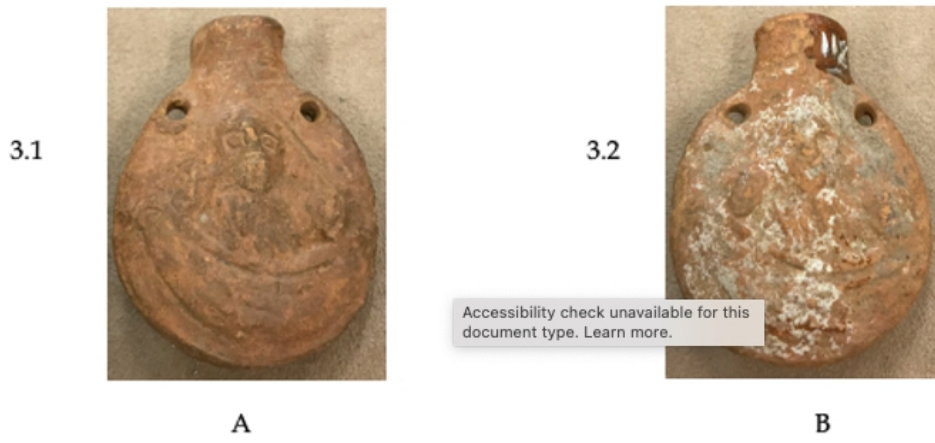 3.1
3.2
Accessibility check unavailable for this
document type. Learn more.
A
B